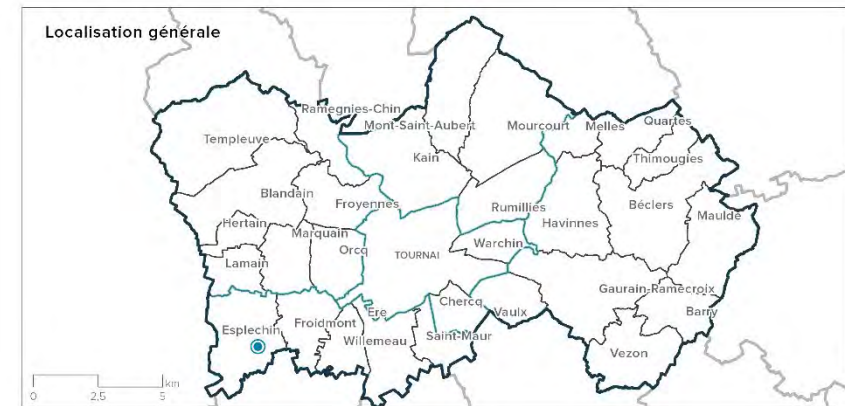 Localisation générale
Ramegnies-Chin
Mont-Saint-Aubert
Mourcourt
Melles
Quartes
Templeuve
Kain
Thimougies
Blandain
Froyennes
Rumillies
Havinnes
Béclers
Maulde
Hertain
Marquain
Orcq
TOURNAI
Warchin
Lamain
Gaurain-Ramecroix
Chercq
Vaulx
Barry
Esplechin
Froidmont
Ere
Willemeau
Saint-Maur
Vezon
km
0 2,5 5